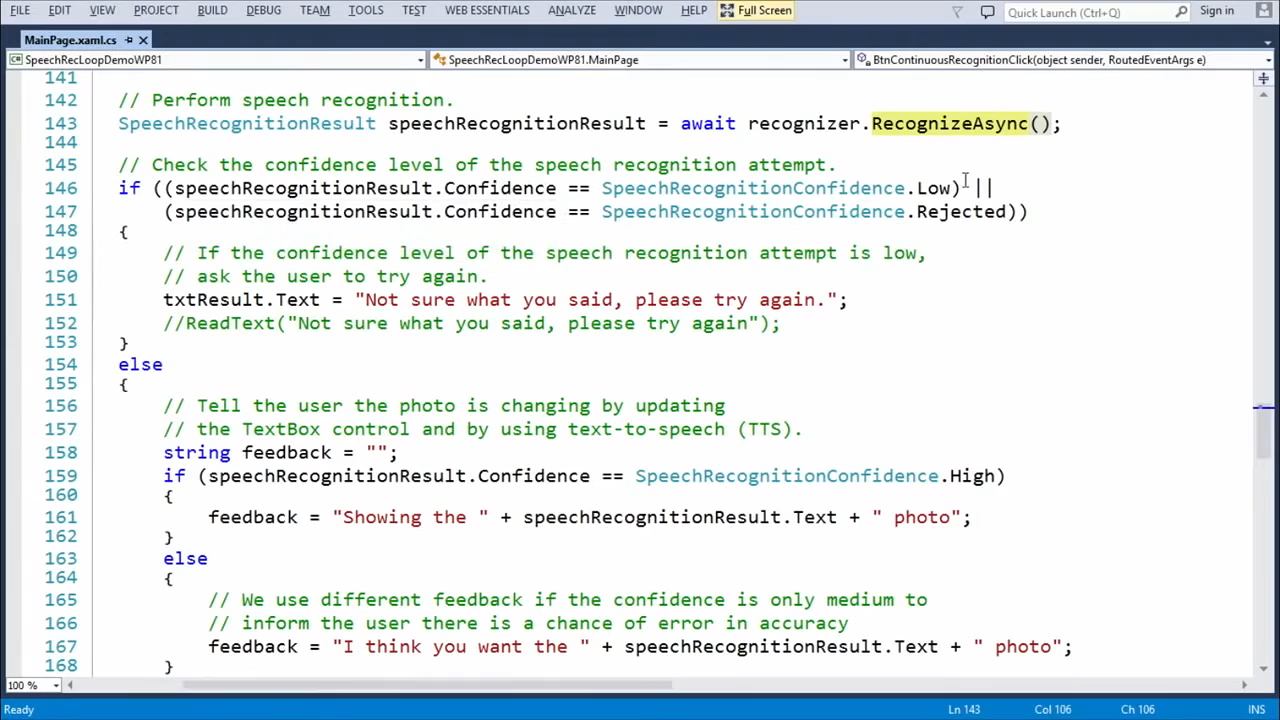 FILE EDIT VIEW PROJECT BUILD DEBUG TEAM TOOLS TEST WEB ESSENTIALS ANALYZE WINDOW HELP Full Screen Quick Launch (Ctrl+Q) Sign in
MainPage.xaml.cs
SpeechRecLoopDemoWP81 SpeechRecLoopDemoWP81.MainPage BtnContinuousRecognitionClick(object sender, RoutedEventArgs e)
141
142 // Perform speech recognition.
143 SpeechRecognitionResult speechRecognitionResult = await recognizer.RecognizeAsync();
144
145 // Check the confidence level of the speech recognition attempt.
146 if ((speechRecognitionResult.Confidence == SpeechRecognitionConfidence.Low) ||
147 (speechRecognitionResult.Confidence == SpeechRecognitionConfidence.Rejected))
148 {
149 // If the confidence level of the speech recognition attempt is low,
150 // ask the user to try again.
151 txtResult.Text = "Not sure what you said, please try again.";
152 //ReadText("Not sure what you said, please try again");
153 }
154 else
155 {
156 // Tell the user the photo is changing by updating
157 // the TextBox control and by using text-to-speech (TTS).
158 string feedback = "";
159 if (speechRecognitionResult.Confidence == SpeechRecognitionConfidence.High)
160 {
161 feedback = "Showing the " + speechRecognitionResult.Text + " photo";
162 }
163 else
164 {
165 // We use different feedback if the confidence is only medium to
166 // inform the user there is a chance of error in accuracy
167 feedback = "I think you want the " + speechRecognitionResult.Text + " photo";
168 }
100 %
Ready Ln 143 Col 106 Ch 106 INS